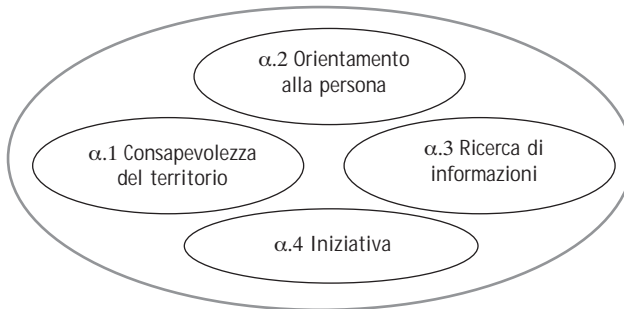 α.2 Orientamento
alla persona
α.1 Consapevolezza
del territorio
α.3 Ricerca di
informazioni
α.4 Iniziativa